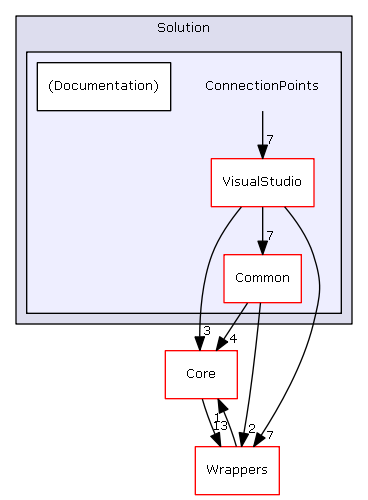 Solution
(Documentation)
ConnectionPoints
7
VisualStudio
7
Common
3
4
Core
1
13
2
7
Wrappers